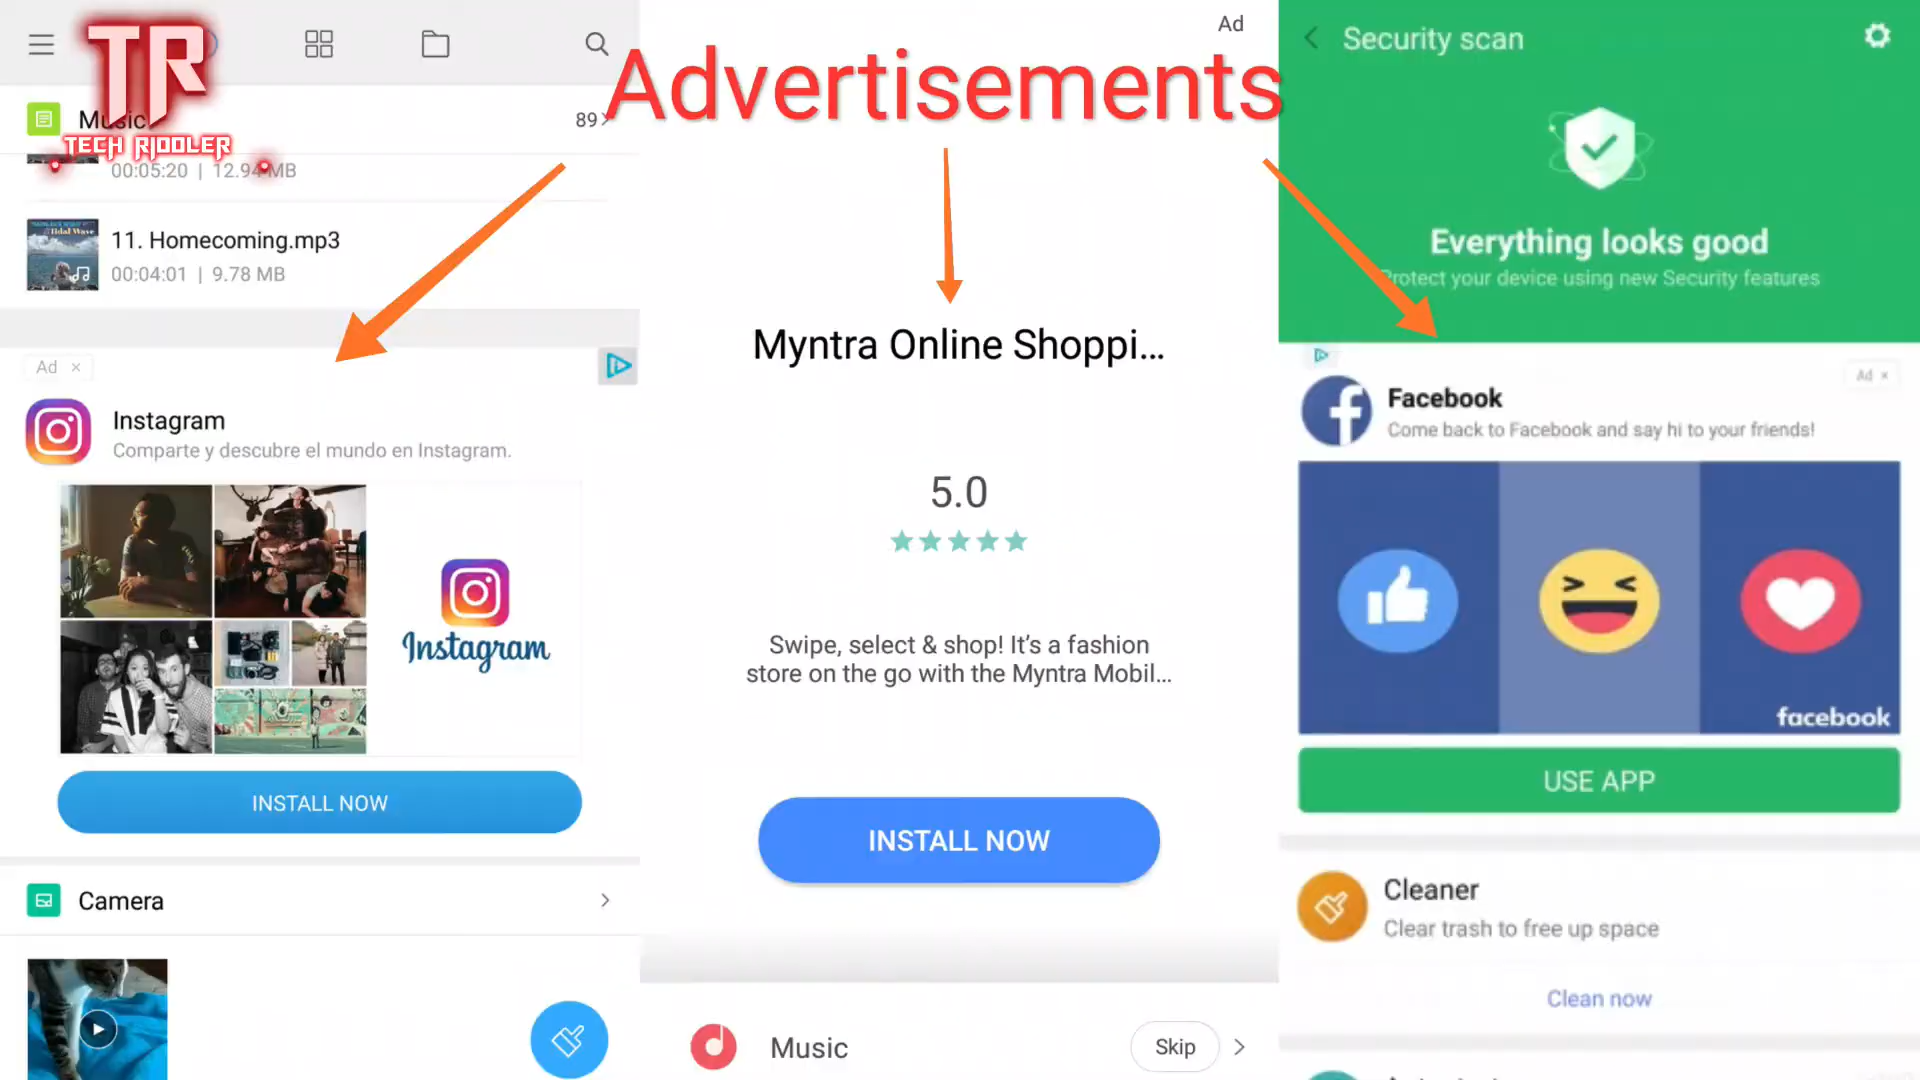 TR
TECH RIDDLER
Advertisements
Music
89
00:05:20 | 12.94 MB
Tidal Wave
11. Homecoming.mp3
00:04:01 | 9.78 MB
Ad
Instagram
Comparte y descubre el mundo en Instagram.
Instagram
INSTALL NOW
Camera
Ad
Myntra Online Shoppi...
5.0
Swipe, select & shop! It's a fashion
store on the go with the Myntra Mobil...
INSTALL NOW
Music
Skip
Security scan
Everything looks good
Protect your device using new Security features
Ad
Facebook
Come back to Facebook and say hi to your friends!
facebook
USE APP
Cleaner
Clear trash to free up space
Clean now